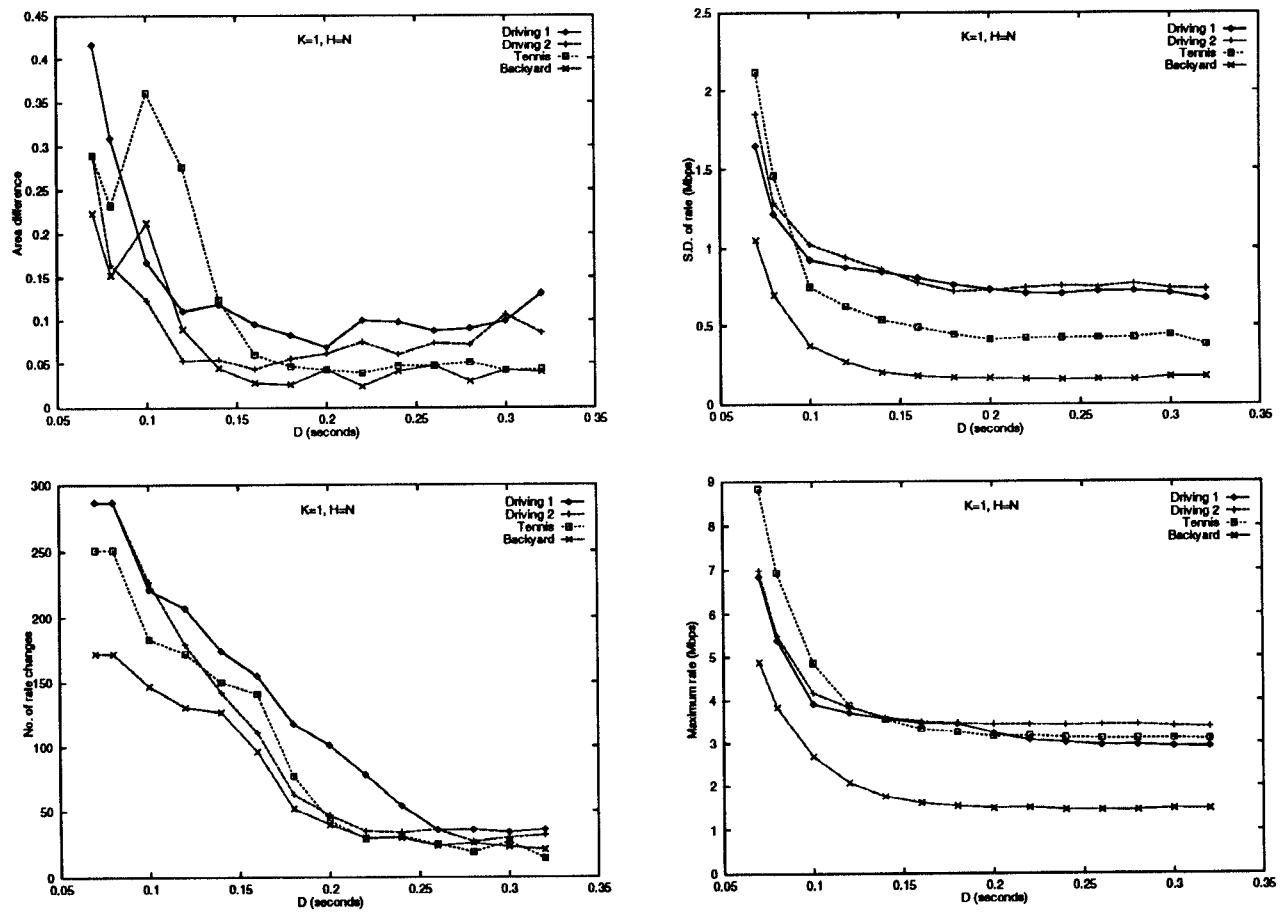 0.45
0.4
0.35
0.3
0.25
0.2
0.15
0.1
0.05
0
Area difference
K=1, H=N
Driving 1
Driving 2
Tennis
Backyard
0.05 0.1 0.15 0.2 0.25 0.3 0.35
D (seconds)
2.5
2
1.5
1
0.5
0
S.D. of rate (Mbps)
K=1, H=N
Driving 1
Driving 2
Tennis
Backyard
0.05 0.1 0.15 0.2 0.25 0.3 0.35
D (seconds)
300
250
200
150
100
50
0
No. of rate changes
K=1, H=N
Driving 1
Driving 2
Tennis
Backyard
0.05 0.1 0.15 0.2 0.25 0.3 0.35
D (seconds)
9
8
7
6
5
4
3
2
1
0
Maximum rate (Mbps)
K=1, H=N
Driving 1
Driving 2
Tennis
Backyard
0.05 0.1 0.15 0.2 0.25 0.3 0.35
D (seconds)